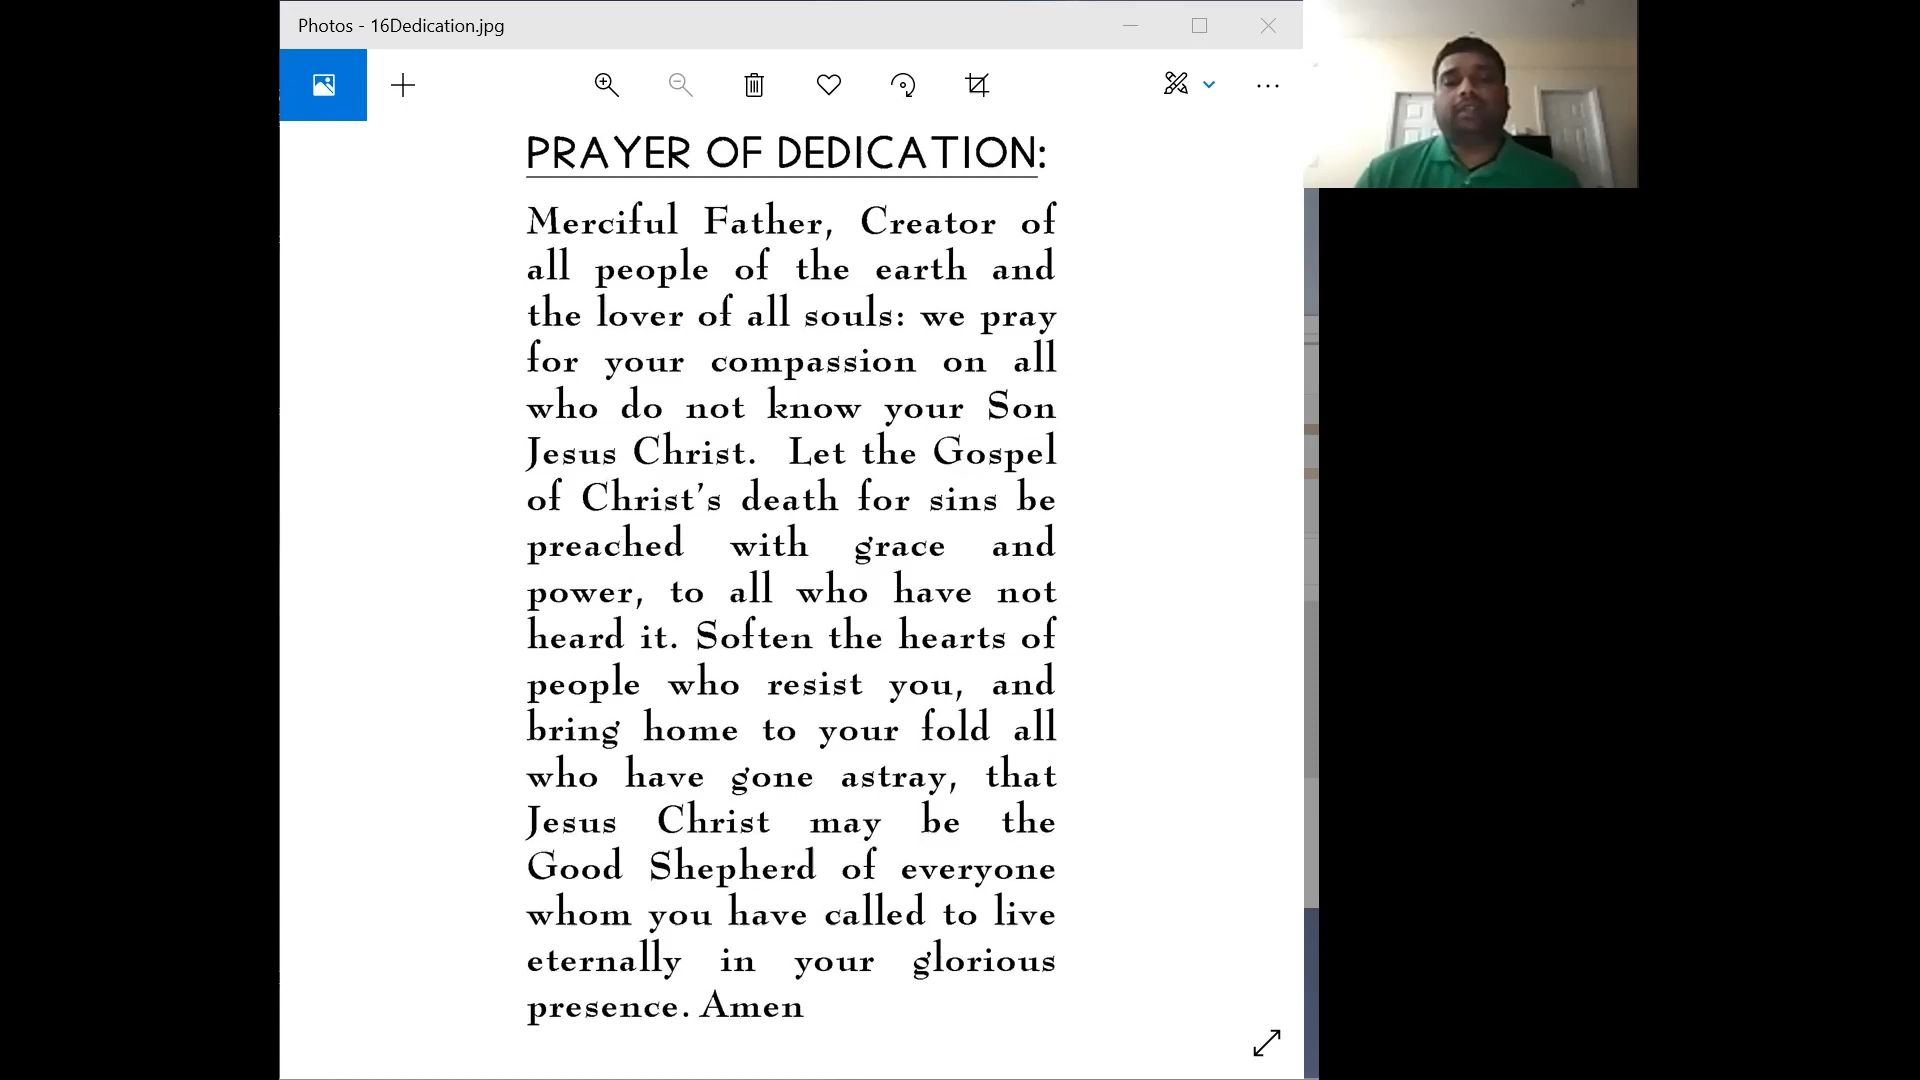 Photos - 16Dedication.jpg
PRAYER OF DEDICATION:
Merciful Father, Creator of
all people of the earth and
the lover of all souls: we pray
for your compassion on all
who do not know your Son
Jesus Christ. Let the Gospel
of Christ's death for sins be
preached with grace and
power, to all who have not
heard it. Soften the hearts of
people who resist you, and
bring home to your fold all
who have gone astray, that
Jesus Christ may be the
Good Shepherd of everyone
whom you have called to live
eternally in your glorious
presence. Amen